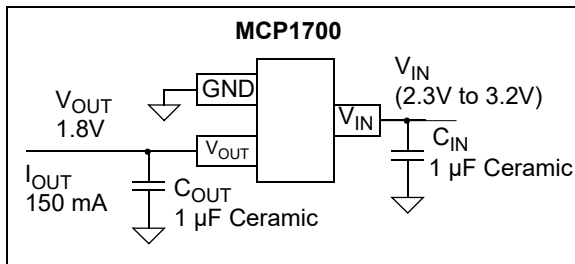 MCP1700
GND
V_IN
(2.3V to 3.2V)
V_OUT
1.8V
V_IN
V_OUT
C_IN
1 µF Ceramic
I_OUT
150 mA
C_OUT
1 µF Ceramic